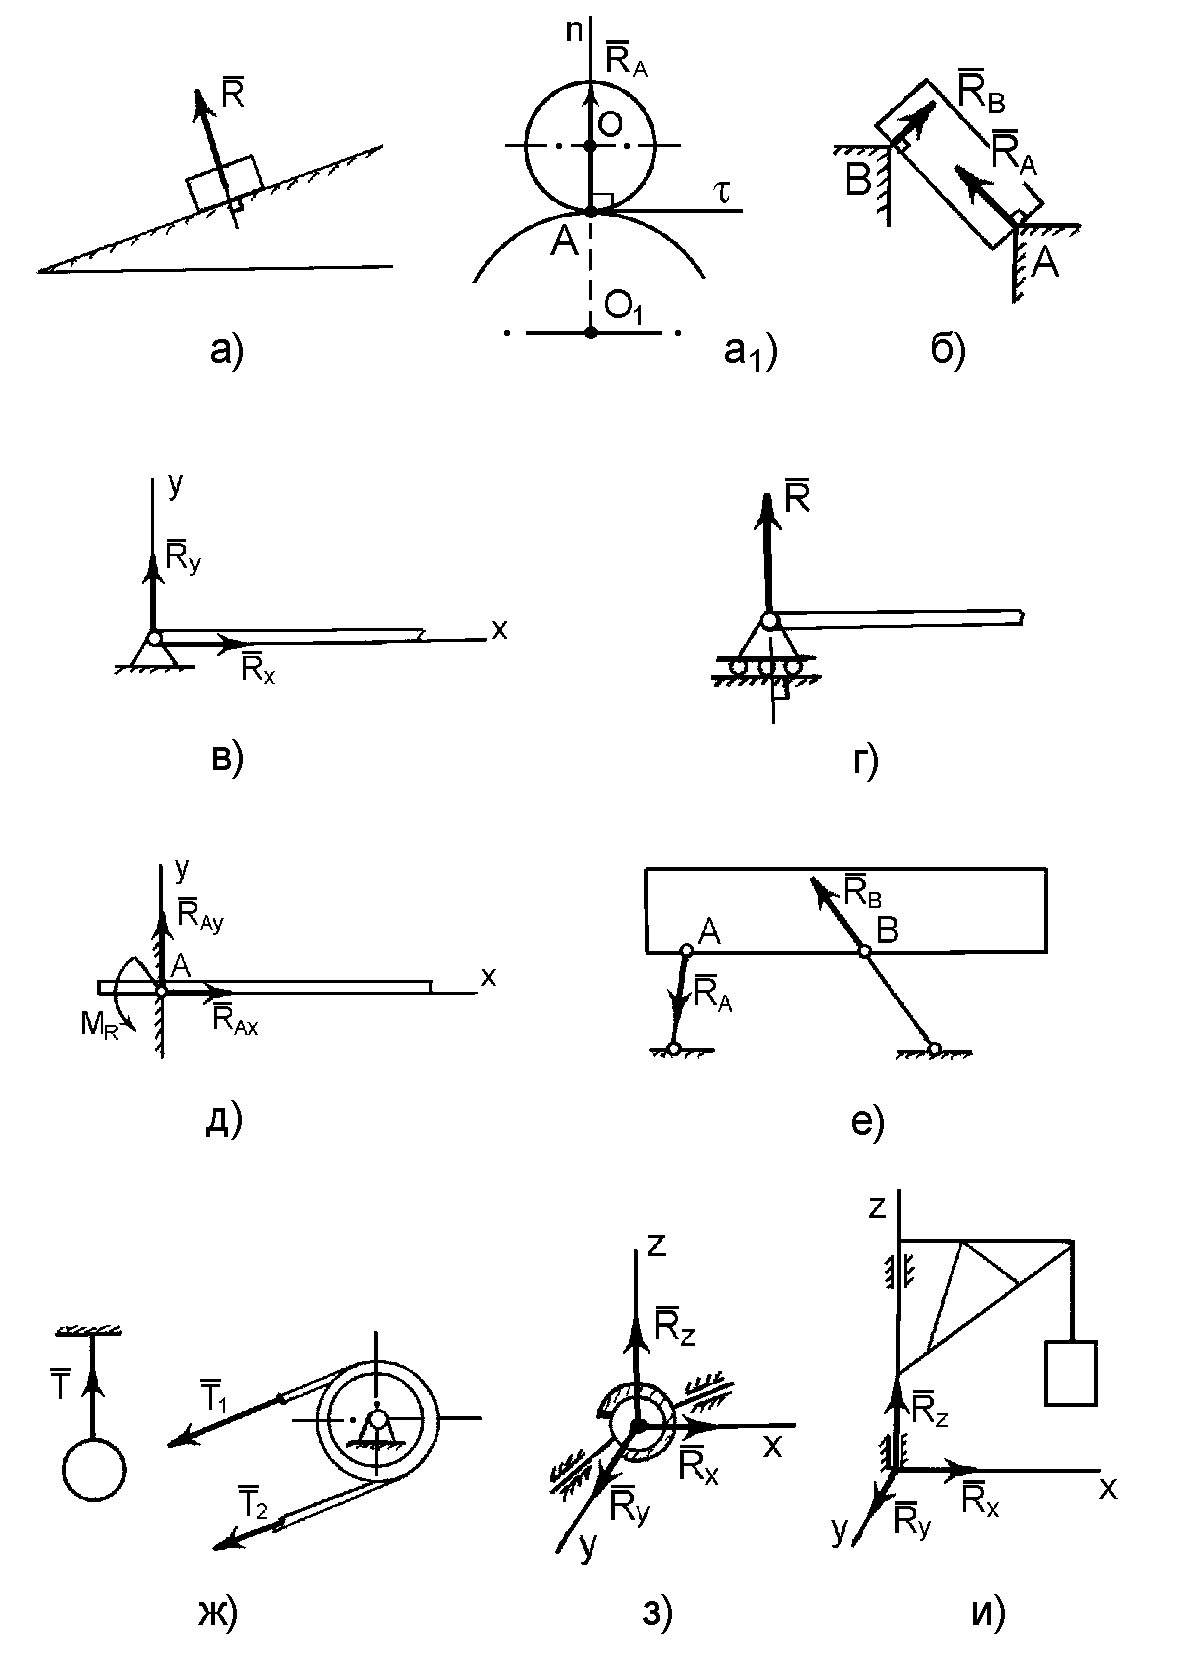 R̅
а)
n
R̅A
O
τ
A
O1
а1)
R̅B
R̅A
B
A
б)
y
R̅y
x
R̅x
в)
R̅
г)
y
R̅Ay
A
x
MR
R̅Ax
д)
R̅B
A
B
R̅A
е)
T̅
T̅1
T̅2
ж)
z
R̅z
x
R̅x
R̅y
y
з)
z
R̅z
x
R̅x
R̅y
y
и)